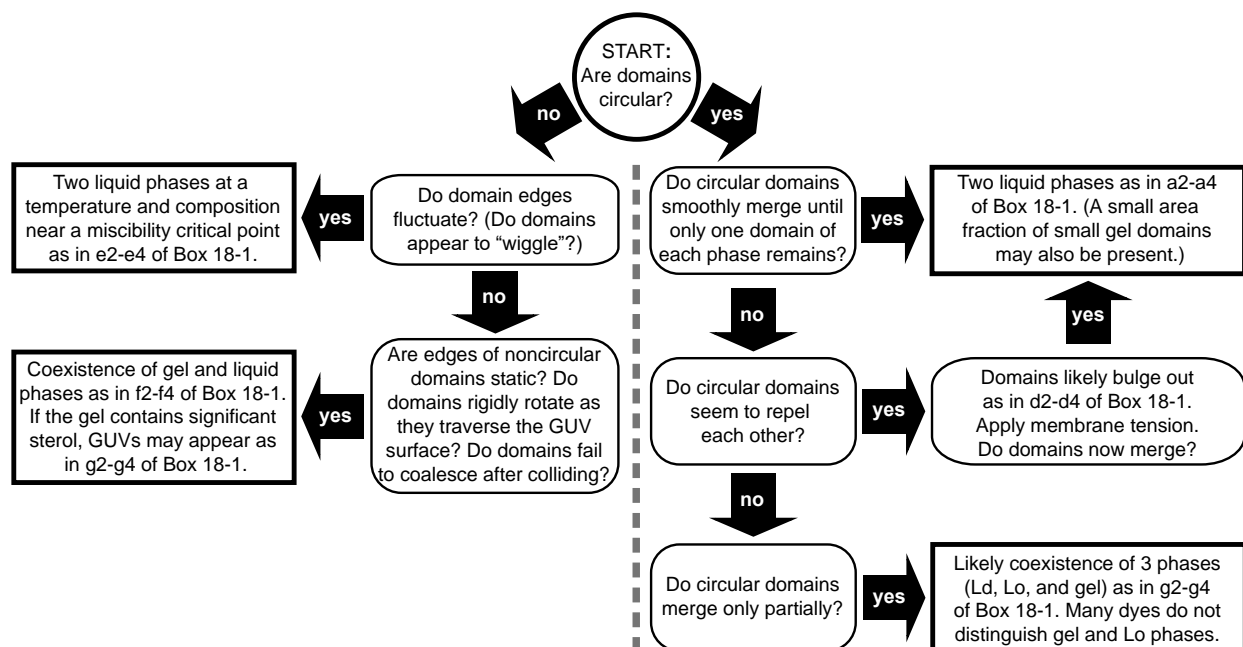 START:
Are domains
circular?
no
yes
Two liquid phases at a
temperature and composition
near a miscibility critical point
as in e2-e4 of Box 18-1.
yes
Do domain edges
fluctuate? (Do domains
appear to “wiggle”?)
no
Coexistence of gel and liquid
phases as in f2-f4 of Box 18-1.
If the gel contains significant
sterol, GUVs may appear as
in g2-g4 of Box 18-1.
yes
Are edges of noncircular
domains static? Do
domains rigidly rotate as
they traverse the GUV
surface? Do domains fail
to coalesce after colliding?
Do circular domains
smoothly merge until
only one domain of
each phase remains?
yes
Two liquid phases as in a2-a4
of Box 18-1. (A small area
fraction of small gel domains
may also be present.)
no
yes
Do circular domains
seem to repel
each other?
yes
Domains likely bulge out
as in d2-d4 of Box 18-1.
Apply membrane tension.
Do domains now merge?
no
Do circular domains
merge only partially?
yes
Likely coexistence of 3 phases
(Ld, Lo, and gel) as in g2-g4
of Box 18-1. Many dyes do not
distinguish gel and Lo phases.